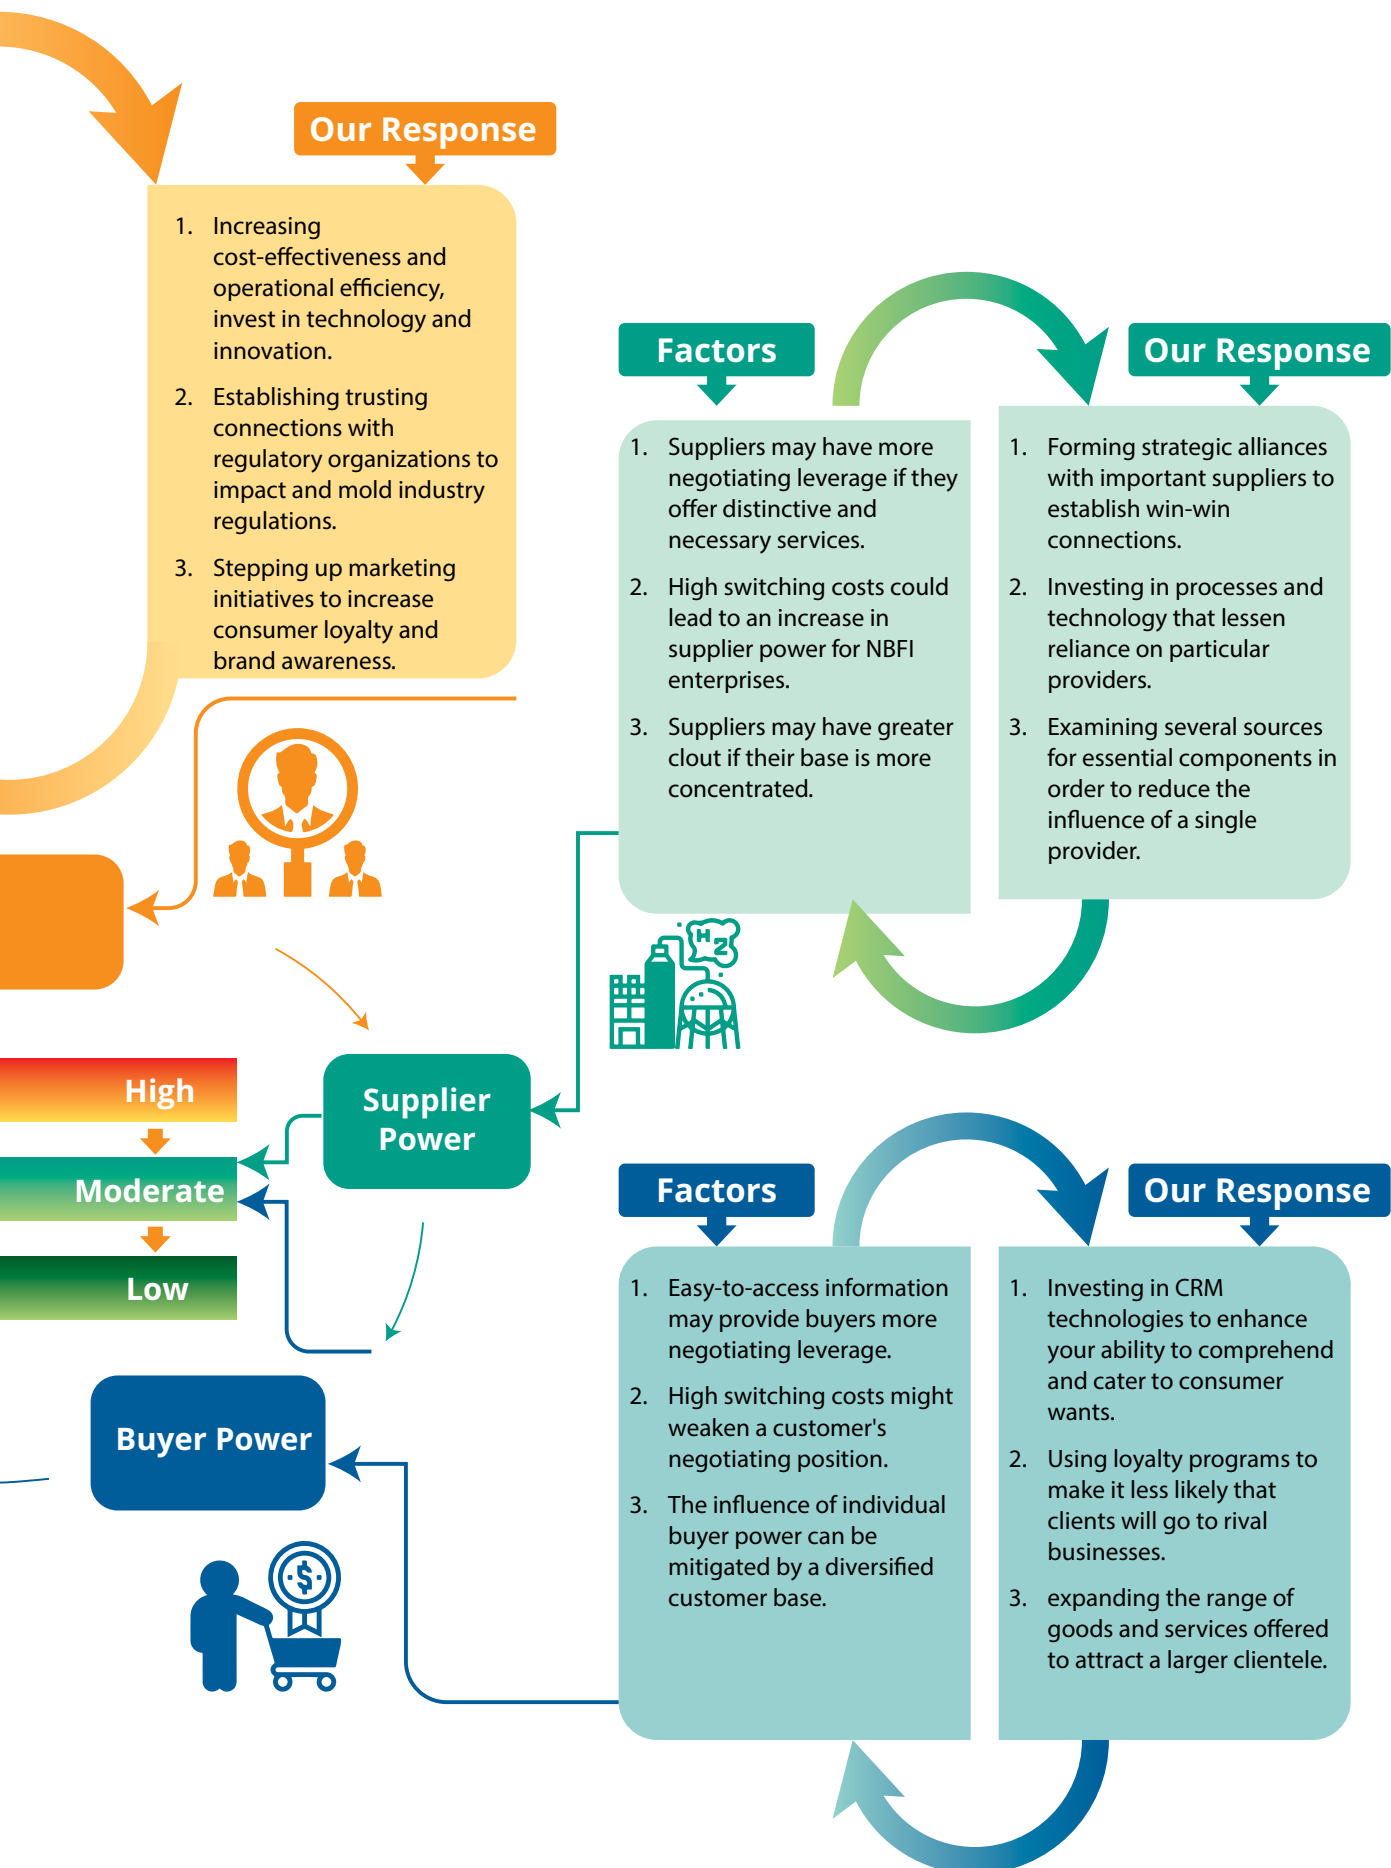 Our Response
1. Increasing
cost-effectiveness and
operational efficiency,
invest in technology and
innovation.
2. Establishing trusting
connections with
regulatory organizations to
impact and mold industry
regulations.
3. Stepping up marketing
initiatives to increase
consumer loyalty and
brand awareness.
Factors
1. Suppliers may have more
negotiating leverage if they
offer distinctive and
necessary services.
2. High switching costs could
lead to an increase in
supplier power for NBFI
enterprises.
3. Suppliers may have greater
clout if their base is more
concentrated.
Our Response
1. Forming strategic alliances
with important suppliers to
establish win-win
connections.
2. Investing in processes and
technology that lessen
reliance on particular
providers.
3. Examining several sources
for essential components in
order to reduce the
influence of a single
provider.
H2
High
Moderate
Low
Supplier
Power
Buyer Power
$
Factors
1. Easy-to-access information
may provide buyers more
negotiating leverage.
2. High switching costs might
weaken a customer's
negotiating position.
3. The influence of individual
buyer power can be
mitigated by a diversified
customer base.
Our Response
1. Investing in CRM
technologies to enhance
your ability to comprehend
and cater to consumer
wants.
2. Using loyalty programs to
make it less likely that
clients will go to rival
businesses.
3. expanding the range of
goods and services offered
to attract a larger clientele.